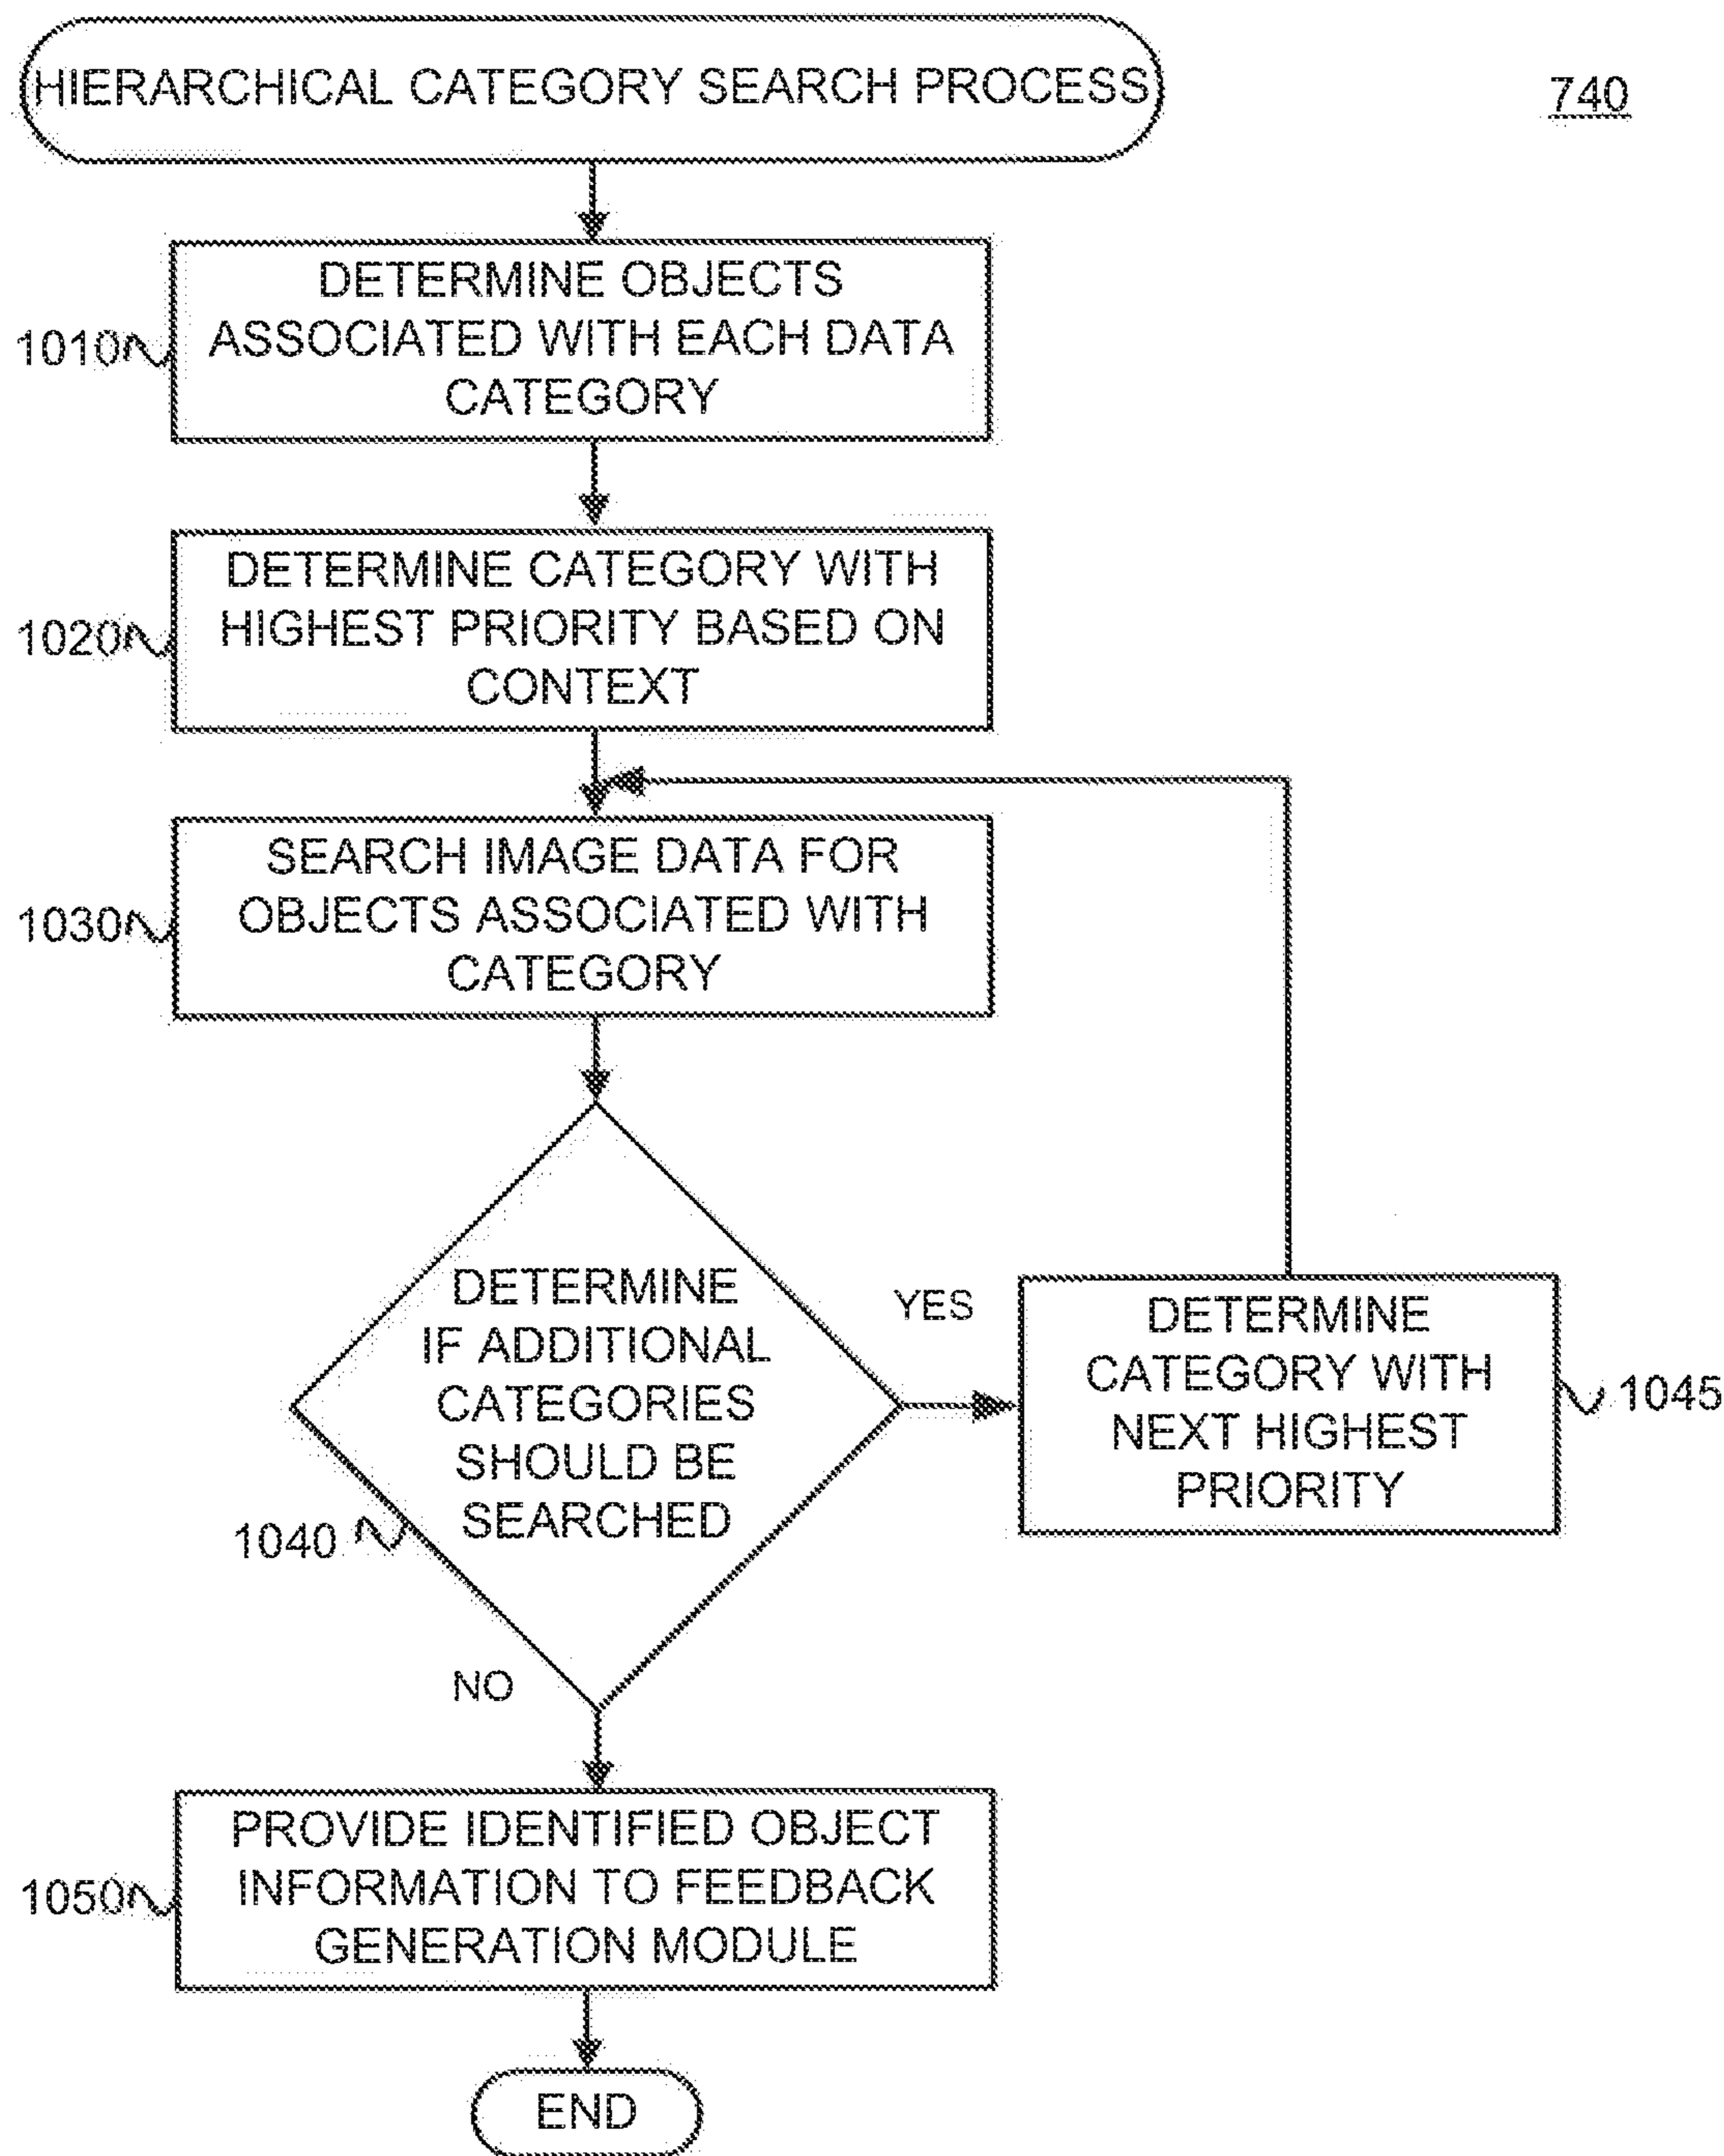 HIERARCHICAL CATEGORY SEARCH PROCESS
740
DETERMINE OBJECTS
ASSOCIATED WITH EACH DATA
CATEGORY
1010
DETERMINE CATEGORY WITH
HIGHEST PRIORITY BASED ON
CONTEXT
1020
SEARCH IMAGE DATA FOR
OBJECTS ASSOCIATED WITH
CATEGORY
1030
DETERMINE
IF ADDITIONAL
CATEGORIES
SHOULD BE
SEARCHED
1040
YES
DETERMINE
CATEGORY WITH
NEXT HIGHEST
PRIORITY
1045
NO
PROVIDE IDENTIFIED OBJECT
INFORMATION TO FEEDBACK
GENERATION MODULE
1050
END